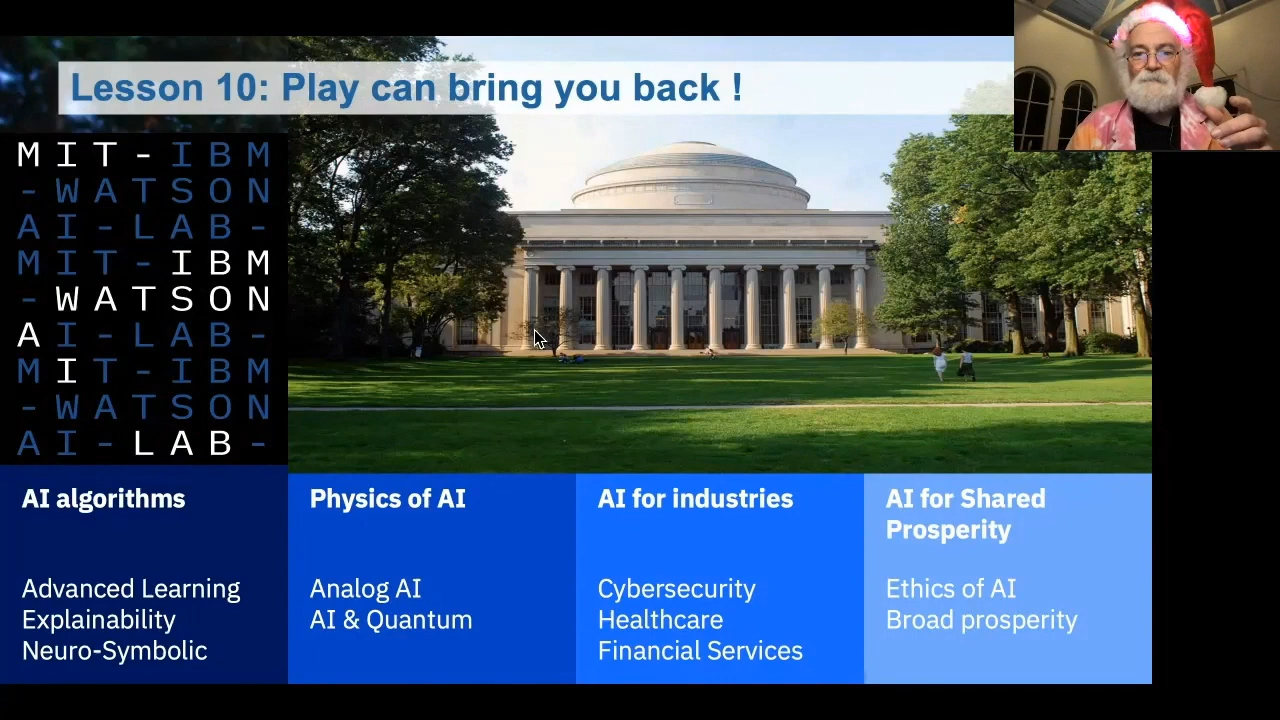 Lesson 10: Play can bring you back !
MIT-IBM
-WATSON
AI-LAB-
MIT-IBM
-WATSON
AI-LAB-
MIT-IBM
-WATSON
AI-LAB-
AI algorithms
Advanced Learning
Explainability
Neuro-Symbolic
Physics of AI
Analog AI
AI & Quantum
AI for industries
Cybersecurity
Healthcare
Financial Services
AI for Shared
Prosperity
Ethics of AI
Broad prosperity